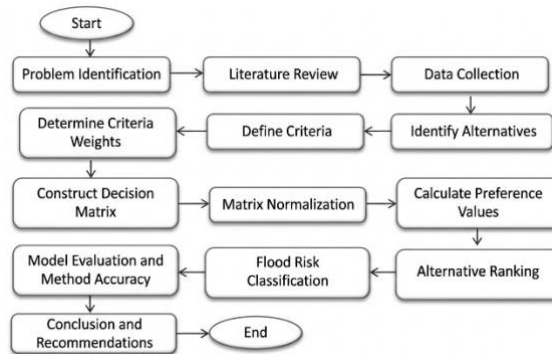 Start
Problem Identification
Literature Review
Data Collection
Identify Alternatives
Define Criteria
Determine Criteria
Weights
Construct Decision
Matrix
Matrix Normalization
Calculate Preference
Values
Alternative Ranking
Flood Risk
Classification
Model Evaluation and
Method Accuracy
Conclusion and
Recommendations
End